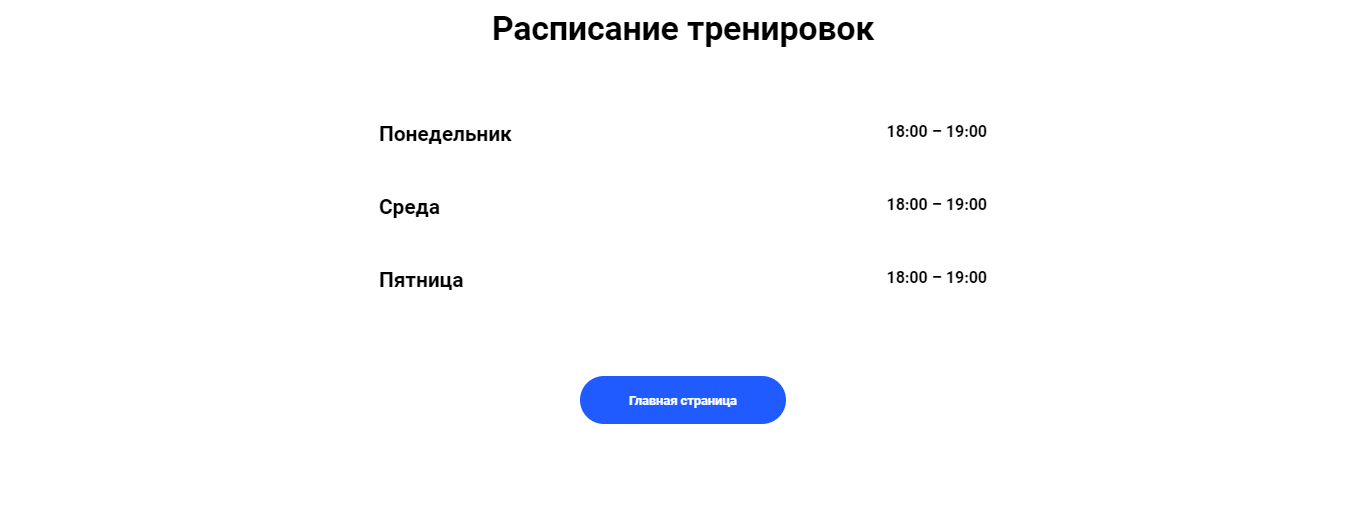 Расписание тренировок
Понедельник 18:00 – 19:00
Среда 18:00 – 19:00
Пятница 18:00 – 19:00
Главная страница